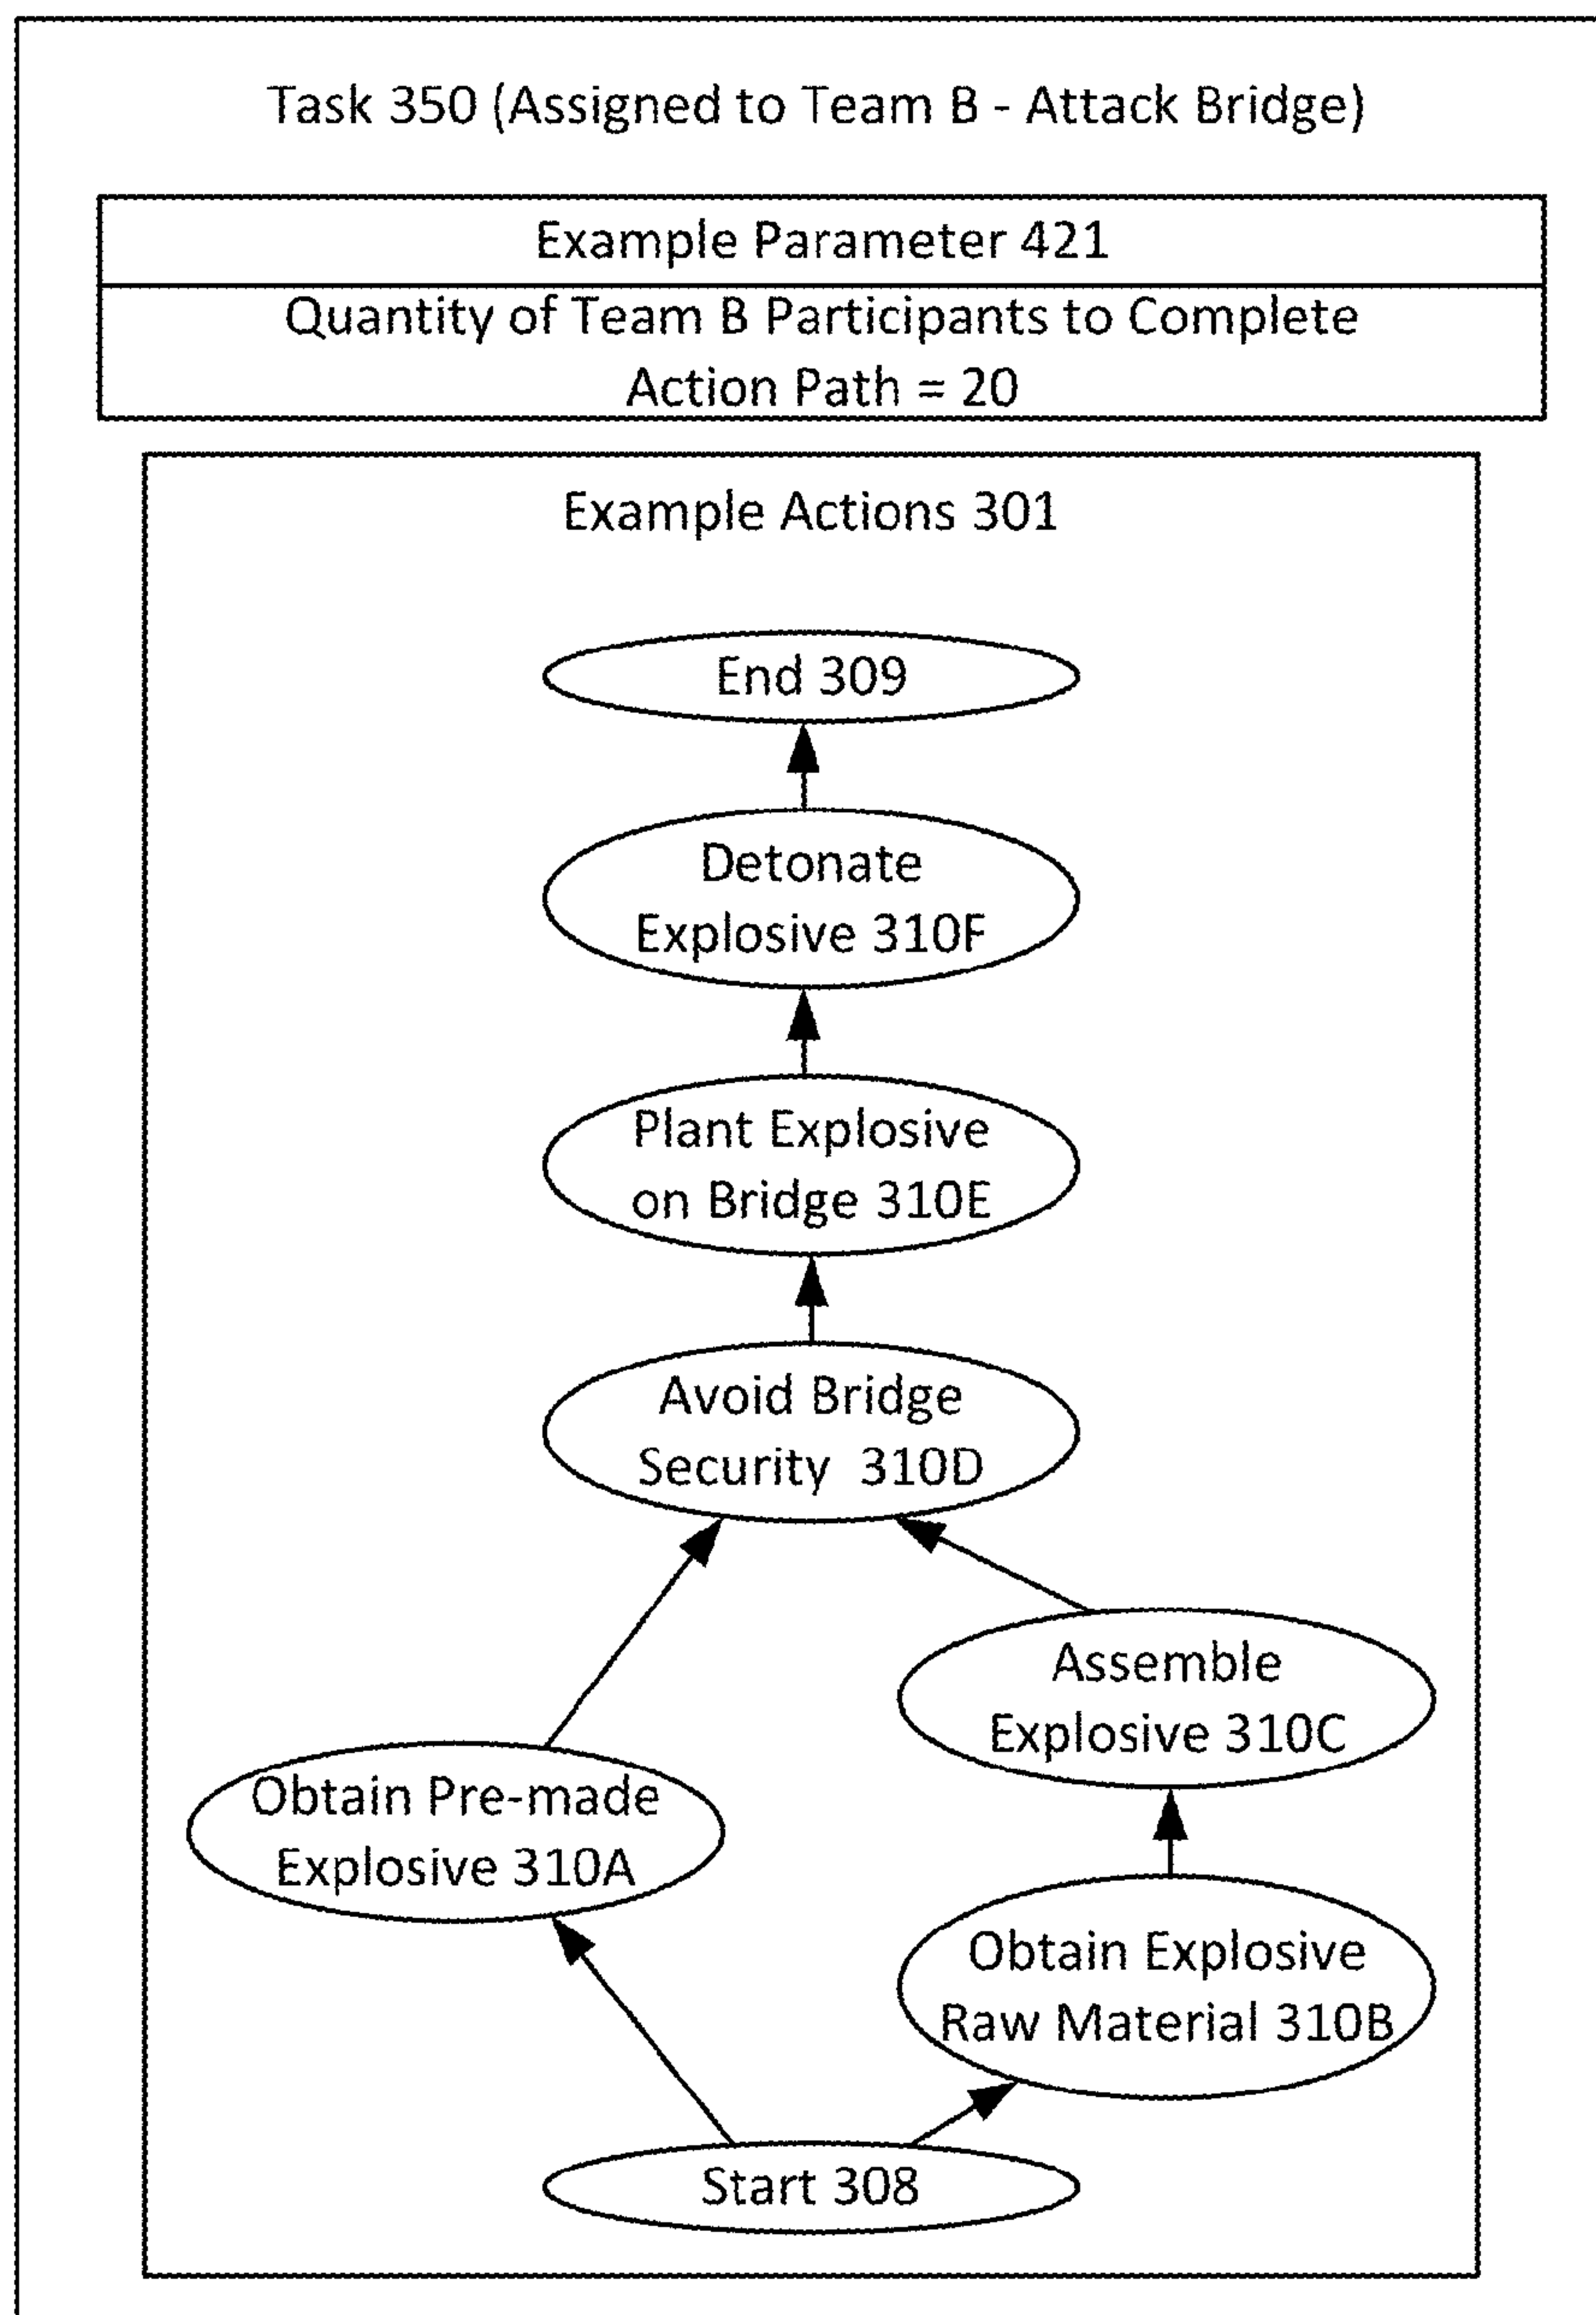 Task 350 (Assigned to Team B - Attack Bridge)
Example Parameter 421
Quantity of Team B Participants to Complete
Action Path = 20
Example Actions 301
End 309
Detonate
Explosive 310F
Plant Explosive
on Bridge 310E
Avoid Bridge
Security 310D
Assemble
Explosive 310C
Obtain Pre-made
Explosive 310A
Obtain Explosive
Raw Material 310B
Start 308